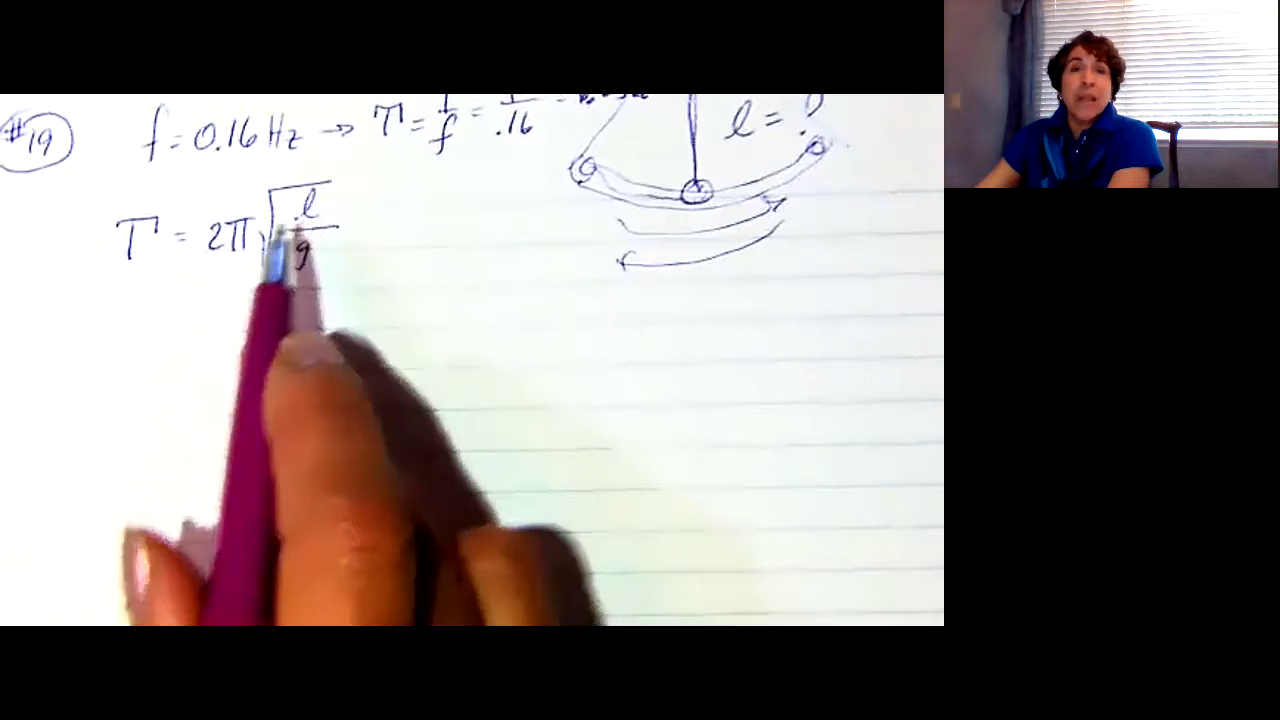 #19 f = 0.16 Hz → T = 1/f = 1/.16 =
l = ?
T = 2π√(l/g)